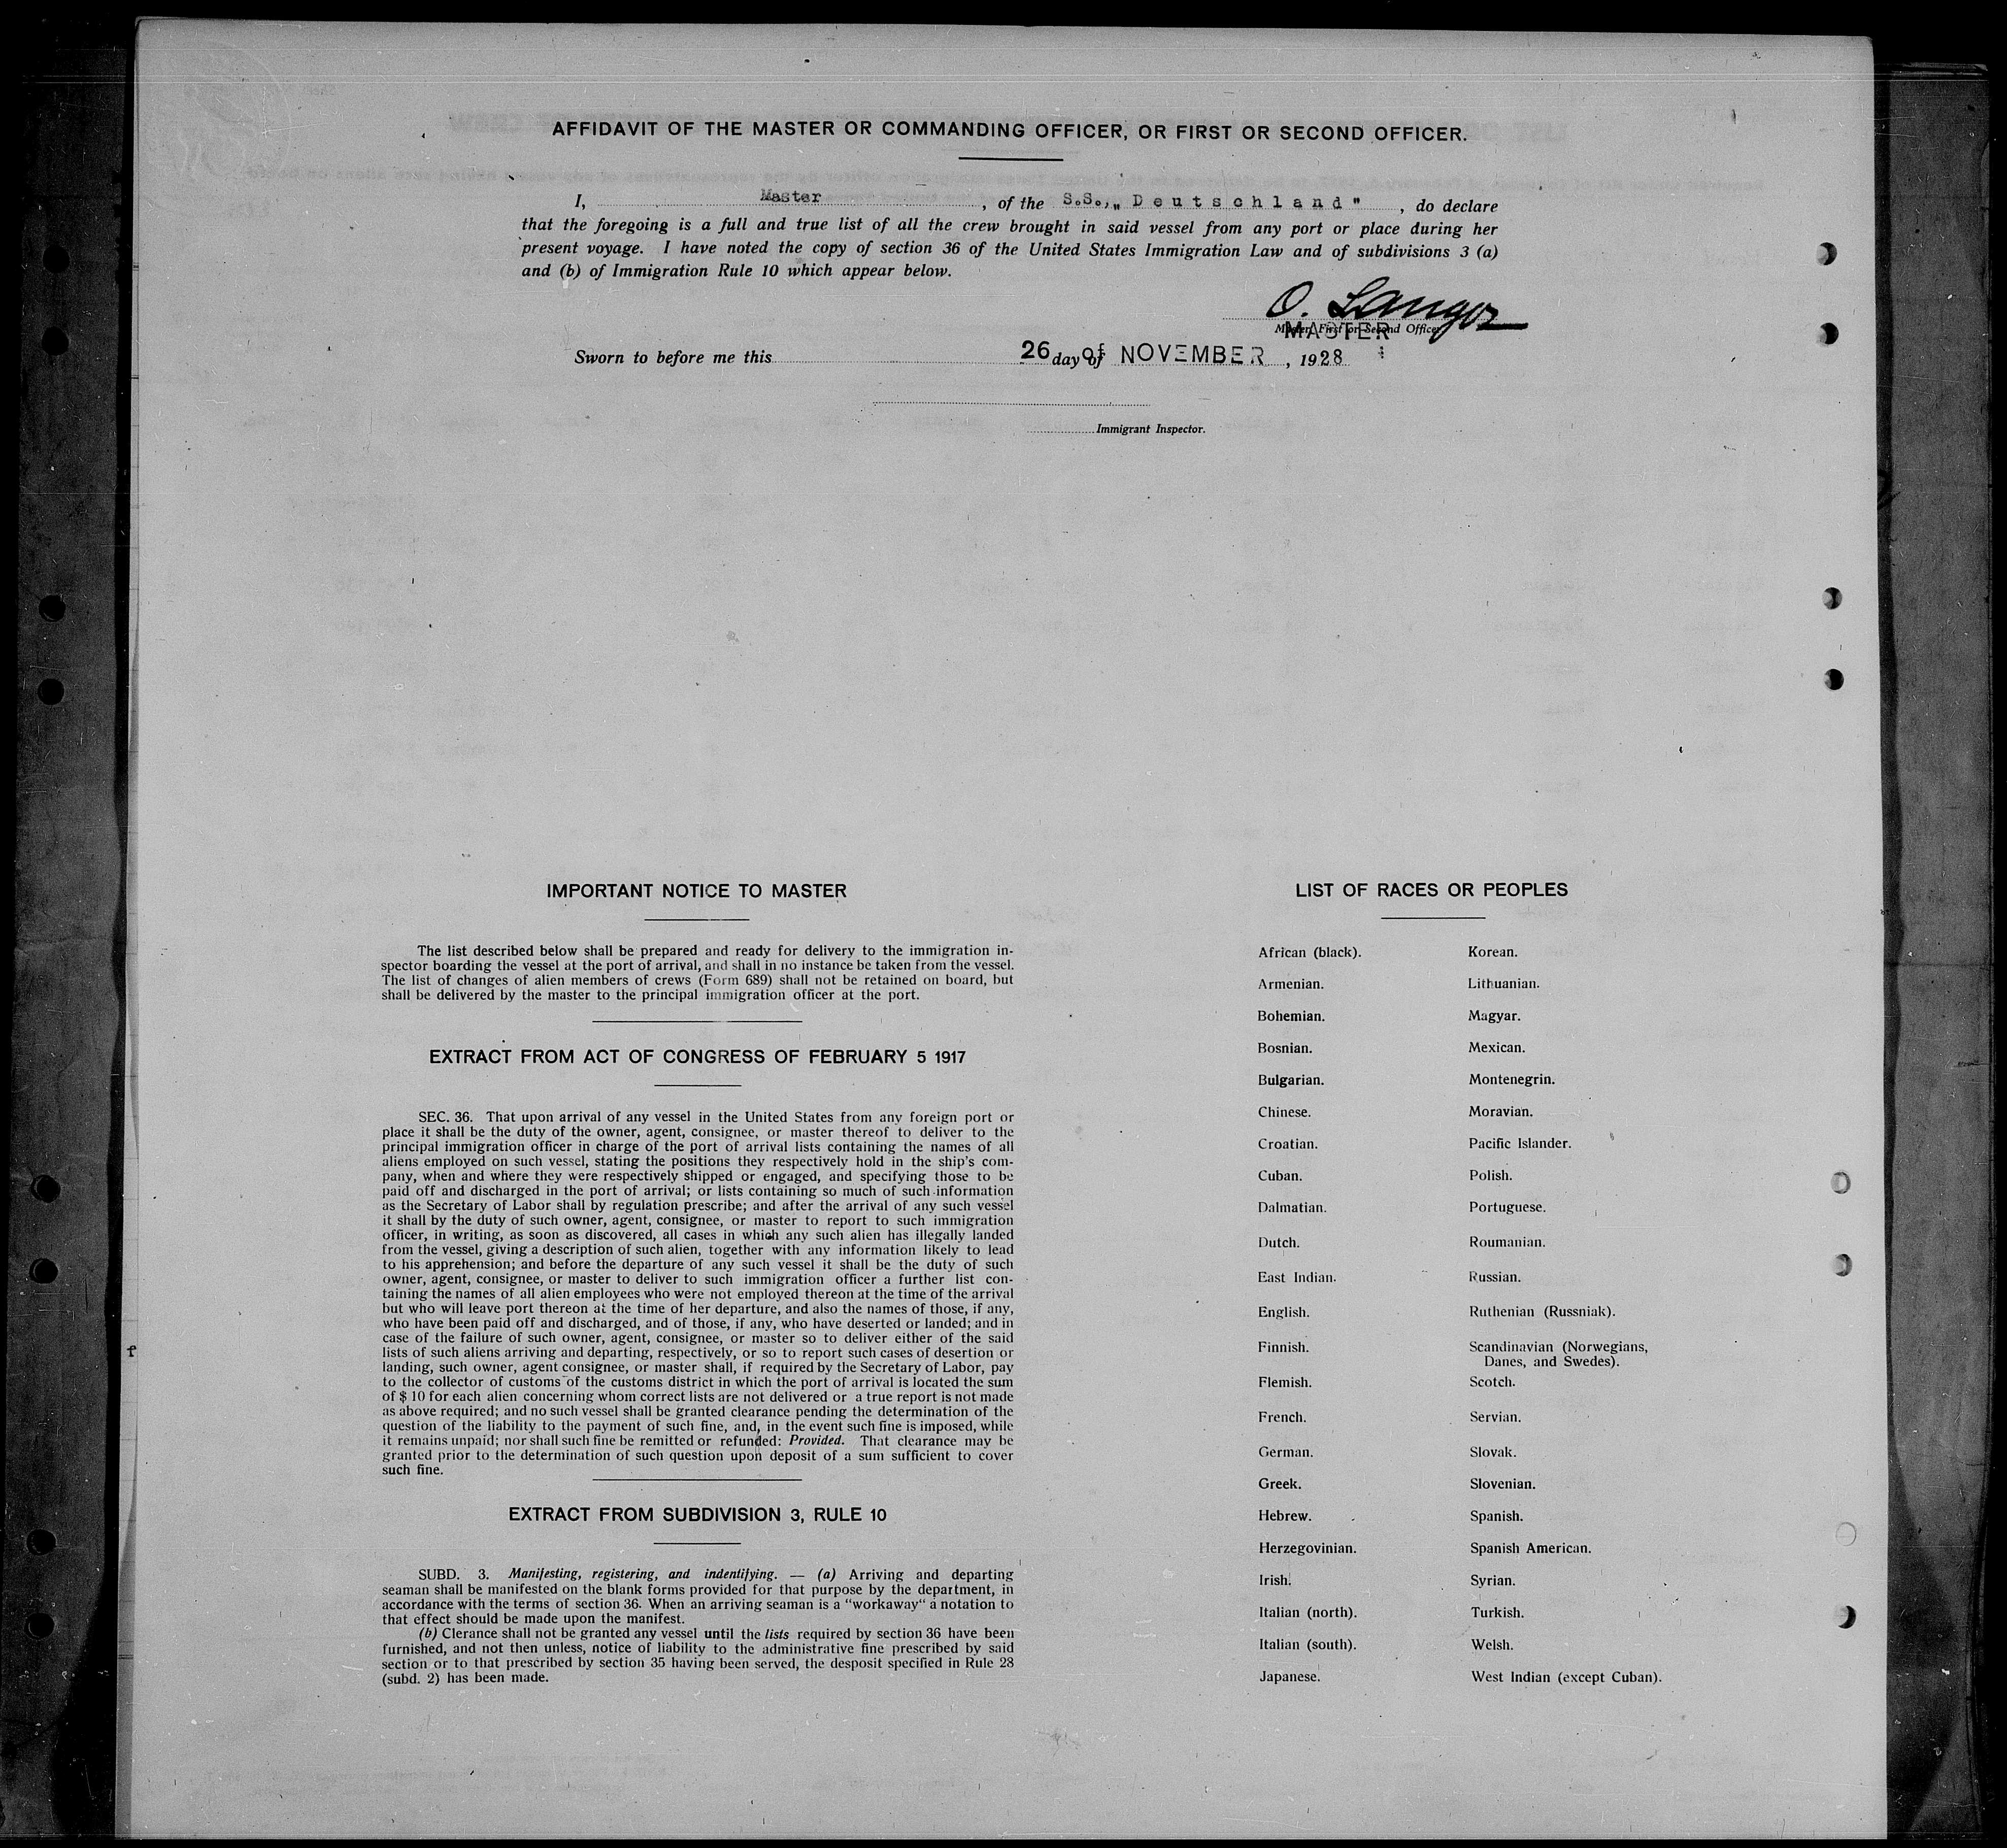 AFFIDAVIT OF THE MASTER OR COMMANDING OFFICER, OR FIRST OR SECOND OFFICER.
I, Master, of the S.S., „ D e u t s c h l a n d ", do declare
that the foregoing is a full and true list of all the crew brought in said vessel from any port or place during her
present voyage. I have noted the copy of section 36 of the United States Immigration Law and of subdivisions 3 (a)
and (b) of Immigration Rule 10 which appear below.
O.
Master, First or Second Officer.
MASTER
Sworn to before me this 26 day of NOVEMBER, 1928
Immigrant Inspector.
IMPORTANT NOTICE TO MASTER
The list described below shall be prepared and ready for delivery to the immigration in-
spector boarding the vessel at the port of arrival, and shall in no instance be taken from the vessel.
The list of changes of alien members of crews (Form 689) shall not be retained on board, but
shall be delivered by the master to the principal immigration officer at the port.
EXTRACT FROM ACT OF CONGRESS OF FEBRUARY 5 1917
SEC. 36. That upon arrival of any vessel in the United States from any foreign port or
place it shall be the duty of the owner, agent, consignee, or master thereof to deliver to the
principal immigration officer in charge of the port of arrival lists containing the names of all
aliens employed on such vessel, stating the positions they respectively hold in the ship's com-
pany, when and where they were respectively shipped or engaged, and specifying those to be
paid off and discharged in the port of arrival; or lists containing so much of such information
as the Secretary of Labor shall by regulation prescribe; and after the arrival of any such vessel
it shall by the duty of such owner, agent, consignee, or master to report to such immigration
officer, in writing, as soon as discovered, all cases in which any such alien has illegally landed
from the vessel, giving a description of such alien, together with any information likely to lead
to his apprehension; and before the departure of any such vessel it shall be the duty of such
owner, agent, consignee, or master to deliver to such immigration officer a further list con-
taining the names of all alien employees who were not employed thereon at the time of the arrival
but who will leave port thereon at the time of her departure, and also the names of those, if any,
who have been paid off and discharged, and of those, if any, who have deserted or landed; and in
case of the failure of such owner, agent, consignee, or master so to deliver either of the said
lists of such aliens arriving and departing, respectively, or so to report such cases of desertion or
landing, such owner, agent consignee, or master shall, if required by the Secretary of Labor, pay
to the collector of customs of the customs district in which the port of arrival is located the sum
of $ 10 for each alien concerning whom correct lists are not delivered or a true report is not made
as above required; and no such vessel shall be granted clearance pending the determination of the
question of the liability to the payment of such fine, and, in the event such fine is imposed, while
it remains unpaid; nor shall such fine be remitted or refunded: Provided. That clearance may be
granted prior to the determination of such question upon deposit of a sum sufficient to cover
such fine.
EXTRACT FROM SUBDIVISION 3, RULE 10
SUBD. 3. Manifesting, registering, and indentifying. — (a) Arriving and departing
seaman shall be manifested on the blank forms provided for that purpose by the department, in
accordance with the terms of section 36. When an arriving seaman is a "workaway" a notation to
that effect should be made upon the manifest.
(b) Clerance shall not be granted any vessel until the lists required by section 36 have been
furnished, and not then unless, notice of liability to the administrative fine prescribed by said
section or to that prescribed by section 35 having been served, the desposit specified in Rule 28
(subd. 2) has been made.
LIST OF RACES OR PEOPLES
African (black).
Armenian.
Bohemian.
Bosnian.
Bulgarian.
Chinese.
Croatian.
Cuban.
Dalmatian.
Dutch.
East Indian.
English.
Finnish.
Flemish.
French.
German.
Greek.
Hebrew.
Herzegovinian.
Irish.
Italian (north).
Italian (south).
Japanese.
Korean.
Lithuanian.
Magyar.
Mexican.
Montenegrin.
Moravian.
Pacific Islander.
Polish.
Portuguese.
Roumanian.
Russian.
Ruthenian (Russniak).
Scandinavian (Norwegians,
Danes, and Swedes).
Scotch.
Servian.
Slovak.
Slovenian.
Spanish.
Spanish American.
Syrian.
Turkish.
Welsh.
West Indian (except Cuban).